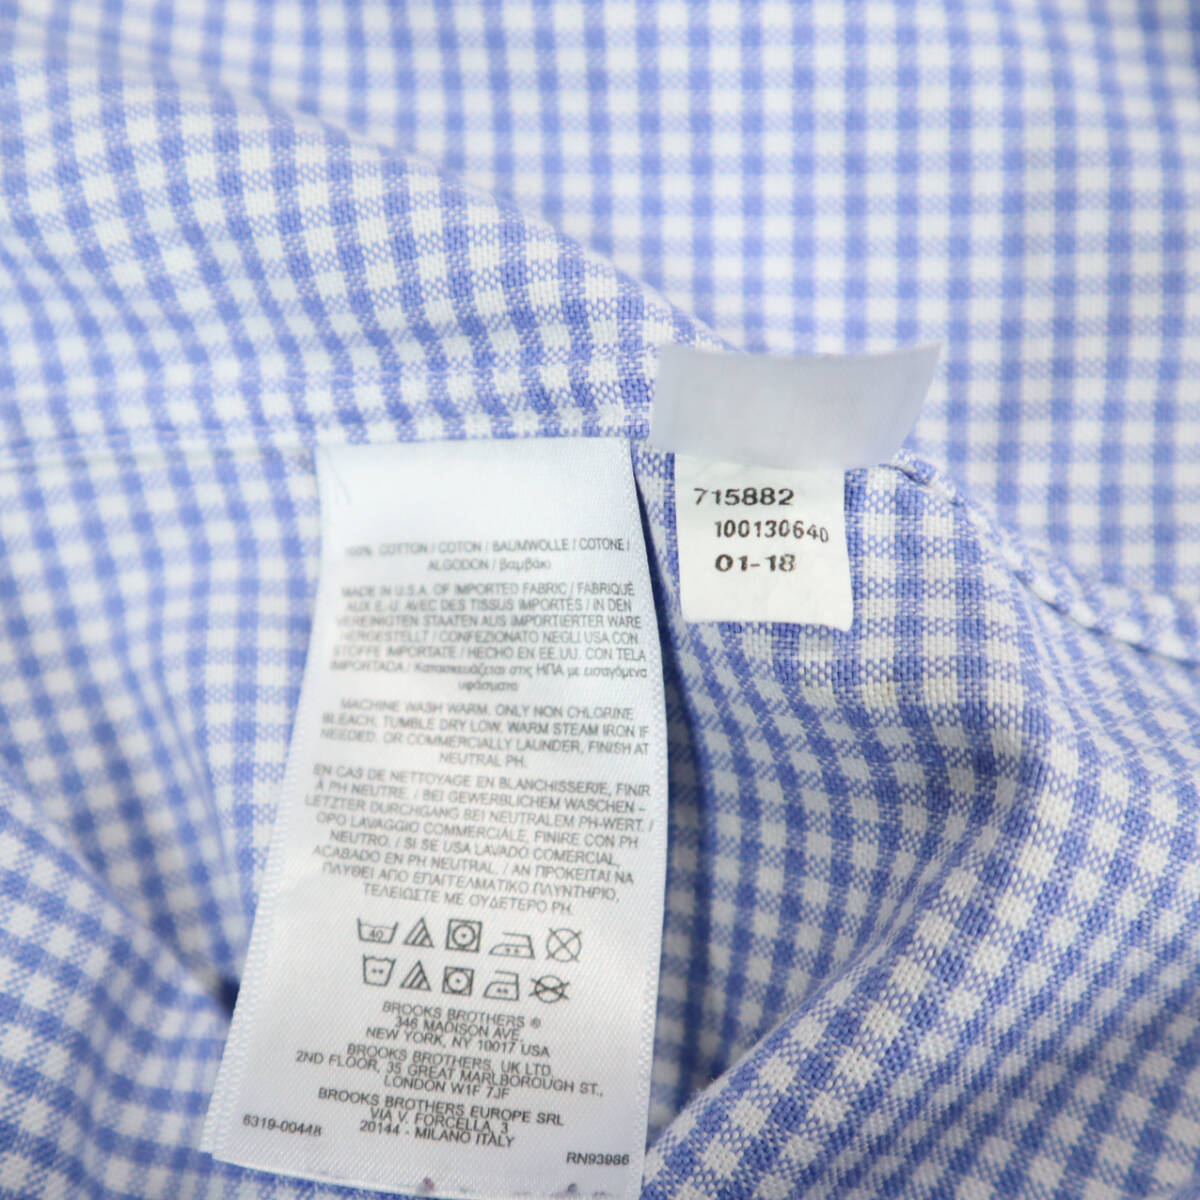 100% COTTON / COTON / BAUMWOLLE / COTONE /
ALGODON / βαμβάκι
MADE IN U.S.A. OF IMPORTED FABRIC / FABRIQUÉ
AUX E.-U. AVEC DES TISSUS IMPORTÉS / IN DEN
VEREINIGTEN STAATEN AUS IMPORTIERTER WARE
HERGESTELLT / CONFEZIONATO NEGLI USA CON
STOFFE IMPORTATE / HECHO EN EE.UU. CON TELA
IMPORTADA / Κατασκευάζεται στις ΗΠΑ με εισαγόμενα
υφάσματα
MACHINE WASH WARM. ONLY NON CHLORINE
BLEACH. TUMBLE DRY LOW. WARM STEAM IRON IF
NEEDED. OR COMMERCIALLY LAUNDER, FINISH AT
NEUTRAL PH.
EN CAS DE NETTOYAGE EN BLANCHISSERIE, FINIR
À PH NEUTRE. / BEI GEWERBLICHEM WASCHEN -
LETZTER DURCHGANG BEI NEUTRALEM PH-WERT. /
OPO LAVAGGIO COMMERCIALE, FINIRE CON PH
NEUTRO. / SI SE USA LAVADO COMERCIAL,
ACABADO EN PH NEUTRAL. / ΑΝ ΠΡΟΚΕΙΤΑΙ ΝΑ
ΠΛΥΘΕΙ ΑΠΟ ΕΠΑΓΓΕΛΜΑΤΙΚΟ ΠΛΥΝΤΗΡΙΟ,
ΤΕΛΕΙΩΣΤΕ ΜΕ ΟΥΔΕΤΕΡΟ PH.
40
BROOKS BROTHERS ®
346 MADISON AVE.
NEW YORK, NY 10017 USA
BROOKS BROTHERS, UK LTD.
2ND FLOOR, 35 GREAT MARLBOROUGH ST.,
LONDON W1F 7JF
BROOKS BROTHERS EUROPE SRL
VIA V. FORCELLA, 3
20144 - MILANO ITALY
6319-00448
RN93986
715882
100130640
01-18